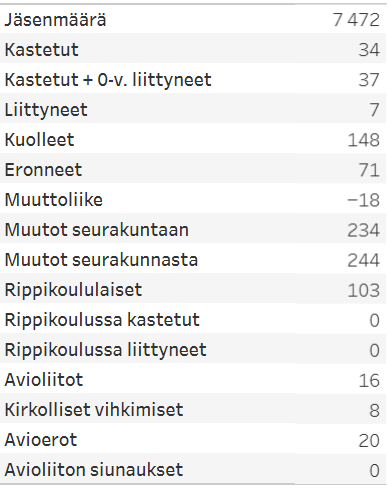 Jäsenmäärä 7 472
Kastetut 34
Kastetut + 0-v. liittyneet 37
Liittyneet 7
Kuolleet 148
Eronneet 71
Muuttoliike −18
Muutot seurakuntaan 234
Muutot seurakunnasta 244
Rippikoululaiset 103
Rippikoulussa kastetut 0
Rippikoulussa liittyneet 0
Avioliitot 16
Kirkolliset vihkimiset 8
Avioerot 20
Avioliiton siunaukset 0